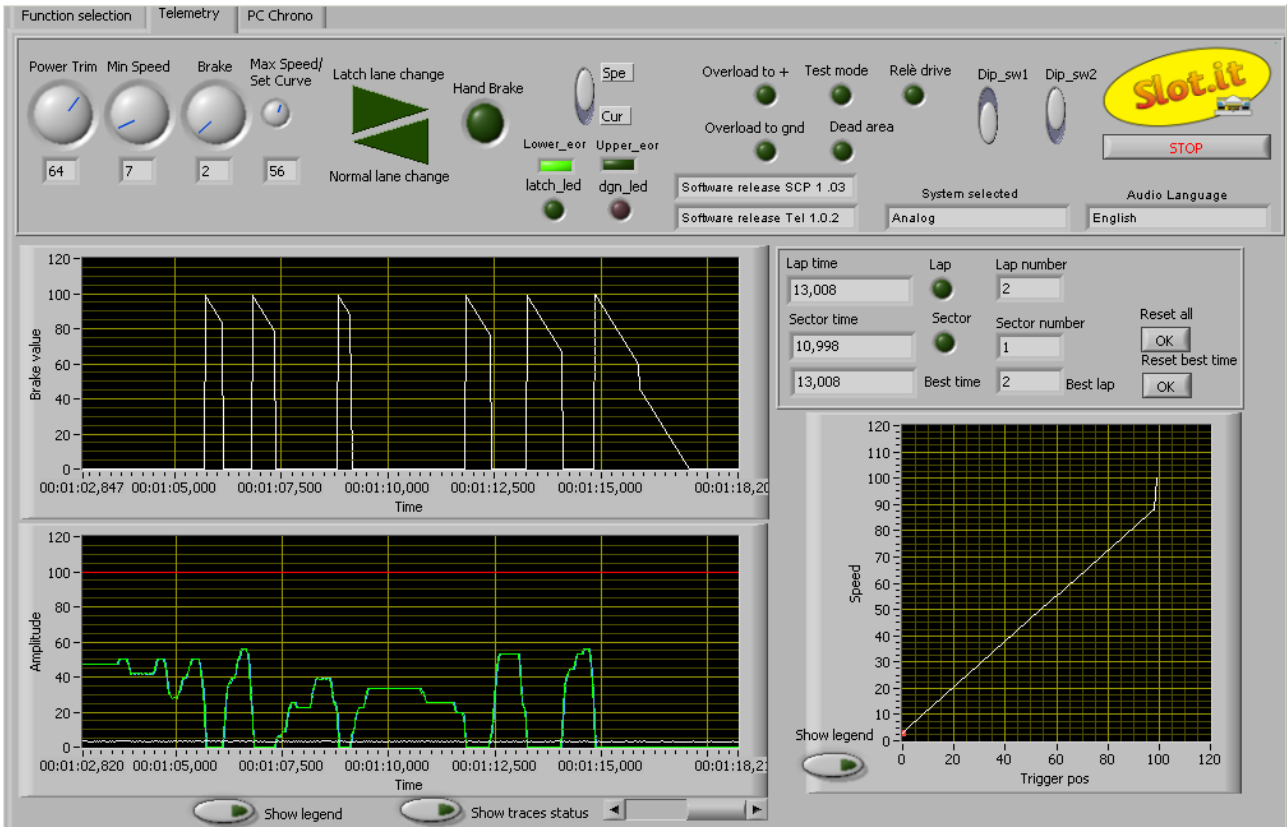 Function selection Telemetry PC Chrono
Power Trim Min Speed Brake Max Speed/
Set Curve
Latch lane change
Hand Brake
Spe
Cur
Overload to + Test mode Relè drive Dip_sw1 Dip_sw2
Slot.it
Overload to gnd Dead area
STOP
Lower_eor Upper_eor
64 7 2 56
Normal lane change
latch_led dgn_led
Software release SCP 1 .03
System selected Audio Language
Software release Tel 1.0.2
Analog English
120
100
80
60
40
20
0
Brake value
00:01:02,847 00:01:05,000 00:01:07,500 00:01:10,000 00:01:12,500 00:01:15,000 00:01:18,20
Time
Lap time Lap Lap number
13,008 2
Sector time Sector Sector number Reset all
10,998 1 OK
Reset best time
13,008 Best time 2 Best lap OK
120
100
80
60
40
20
0
Amplitude
00:01:02,820 00:01:05,000 00:01:07,500 00:01:10,000 00:01:12,500 00:01:15,000 00:01:18,21
Time
Show legend Show traces status
120
110
100
90
80
70
60
50
40
30
20
10
0
Speed
Show legend
0 20 40 60 80 100 120
Trigger pos